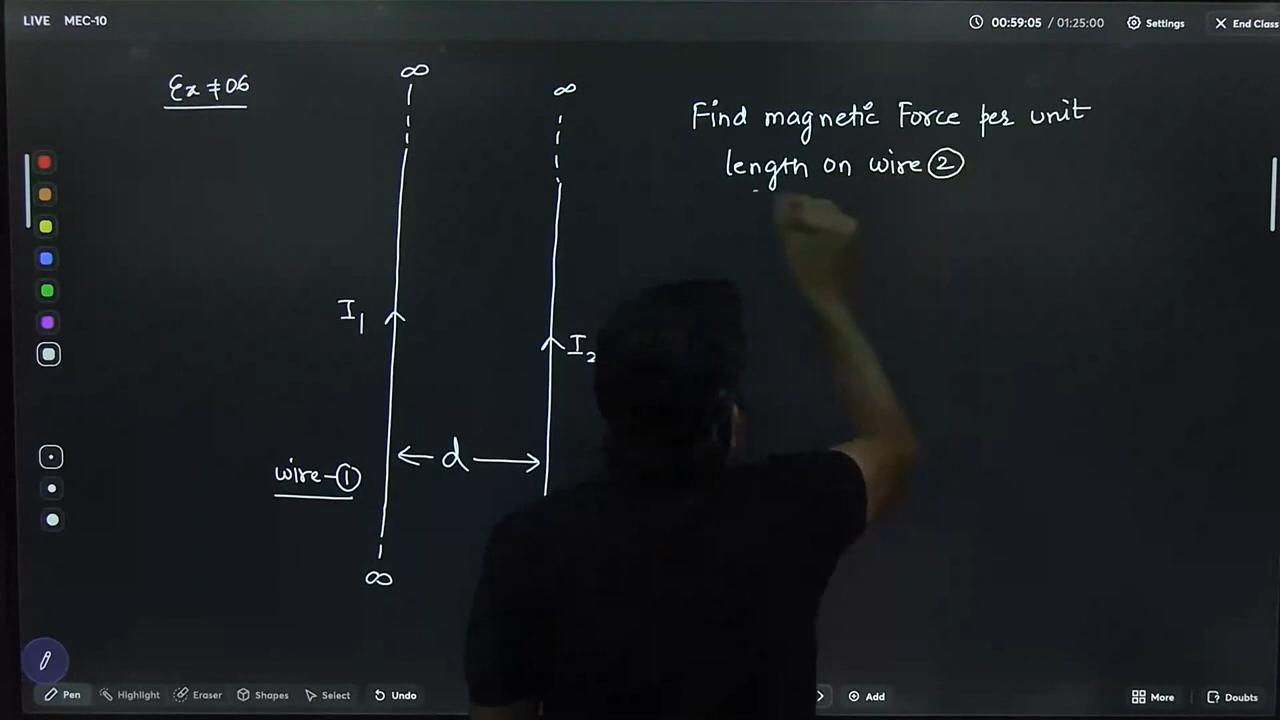 LIVE MEC-10
00:59:05 / 01:25:00 Settings End Class
Ex ≠ 06
∞
∞
Find magnetic Force per unit
length on wire ②
I₁
I₂
d
wire-①
∞
Pen Highlight Eraser Shapes Select Undo
Add
More Doubts